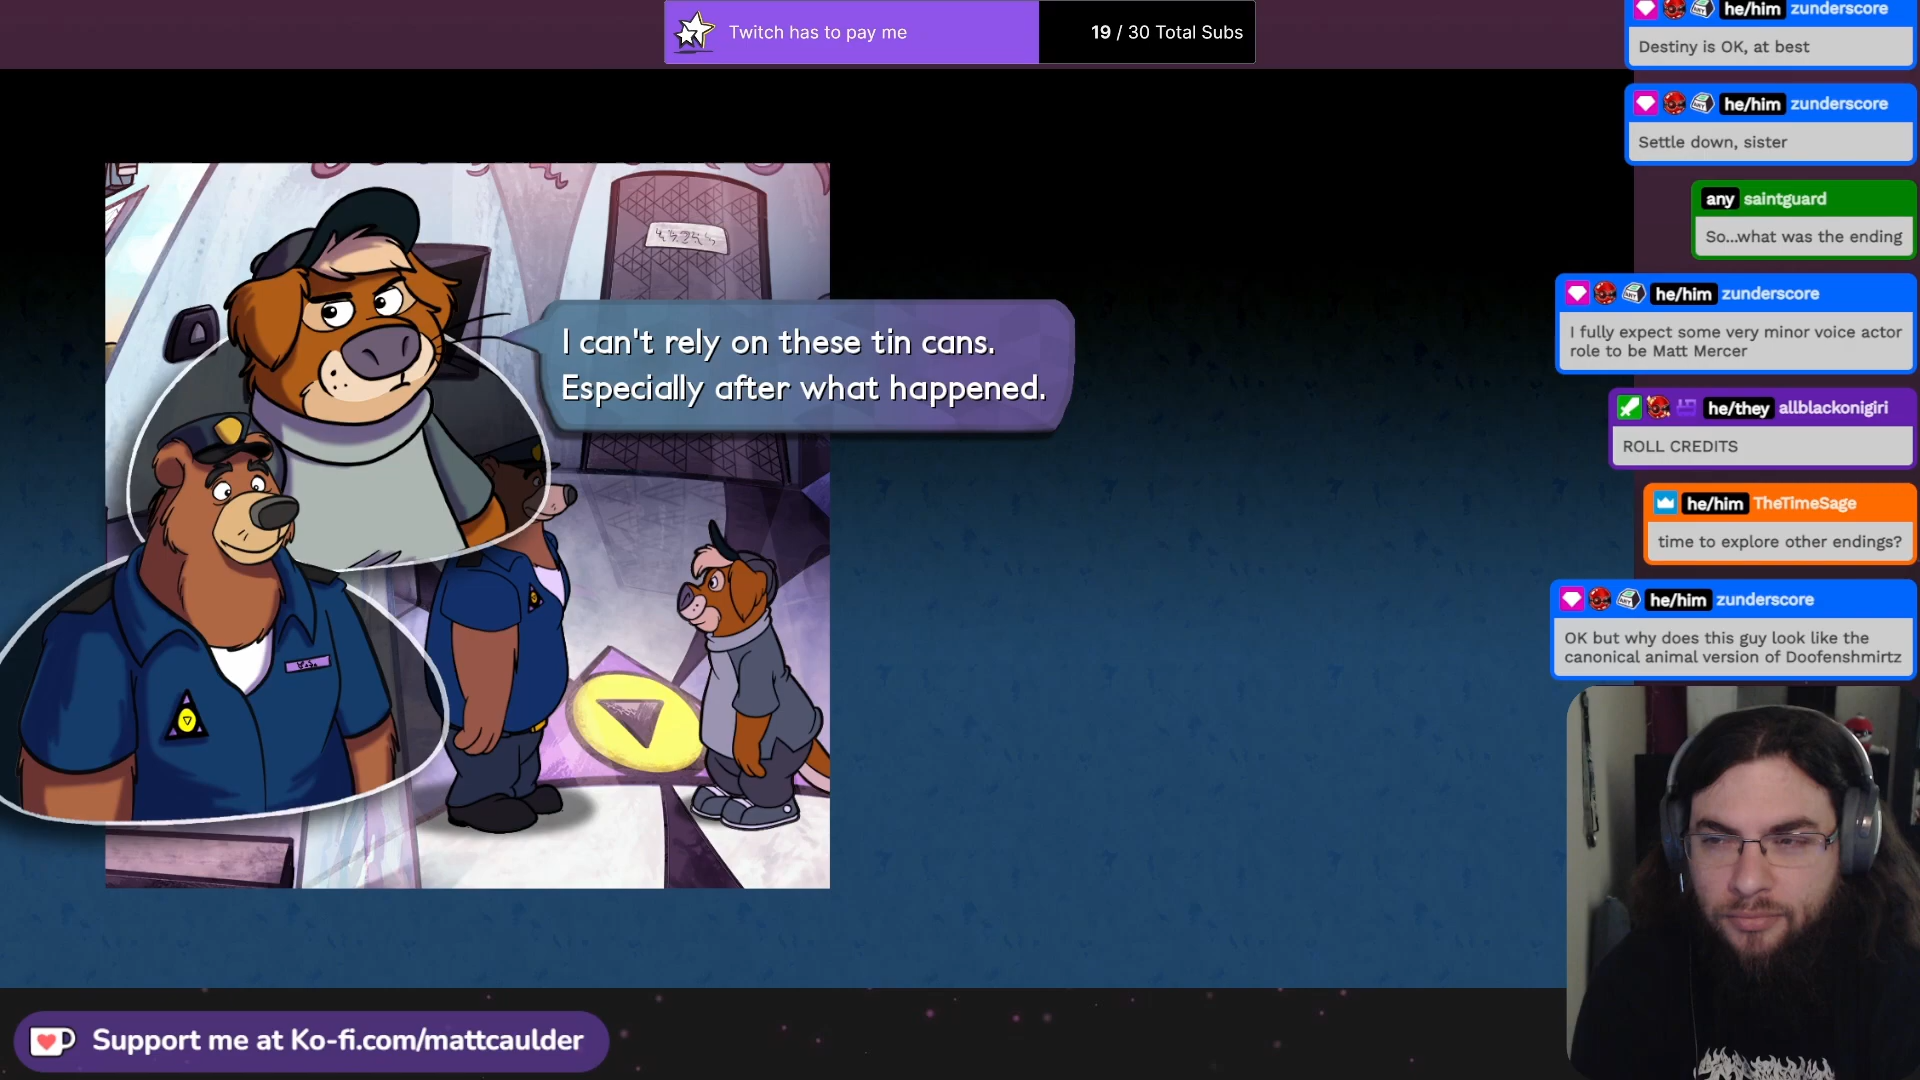 Twitch has to pay me
19 / 30 Total Subs
he/him zunderscore
Destiny is OK, at best
he/him zunderscore
Settle down, sister
any saintguard
So...what was the ending
he/him zunderscore
I fully expect some very minor voice actor
role to be Matt Mercer
he/they allblackonigiri
ROLL CREDITS
he/him TheTimeSage
time to explore other endings?
he/him zunderscore
OK but why does this guy look like the
canonical animal version of Doofenshmirtz
I can't rely on these tin cans.
Especially after what happened.
Support me at Ko-fi.com/mattcaulder